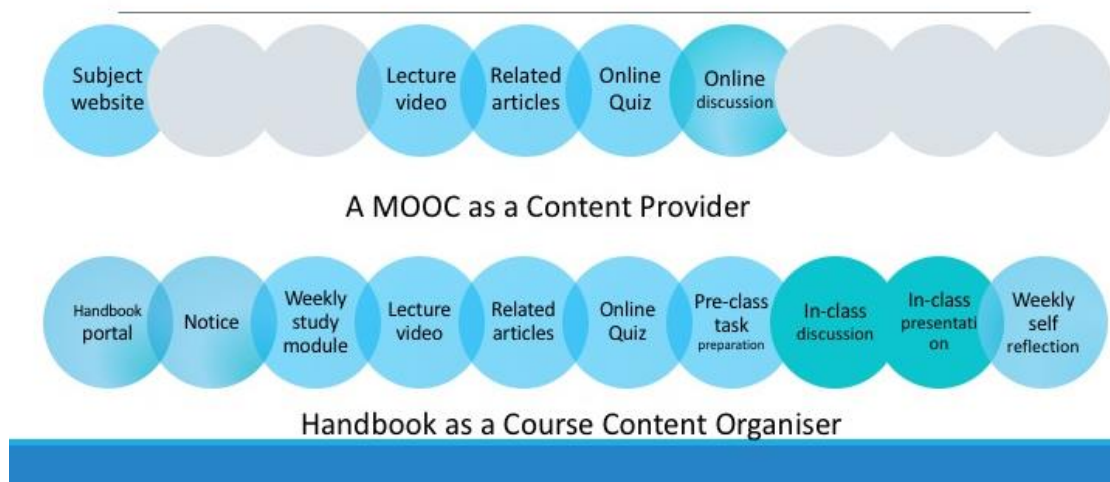 Subject
website
Lecture
video
Related
articles
Online
Quiz
Online
discussion
A MOOC as a Content Provider
Handbook
portal
Notice
Weekly
study
module
Lecture
video
Related
articles
Online
Quiz
Pre-class
task
preparation
In-class
discussion
In-class
presentati
on
Weekly
self
reflection
Handbook as a Course Content Organiser